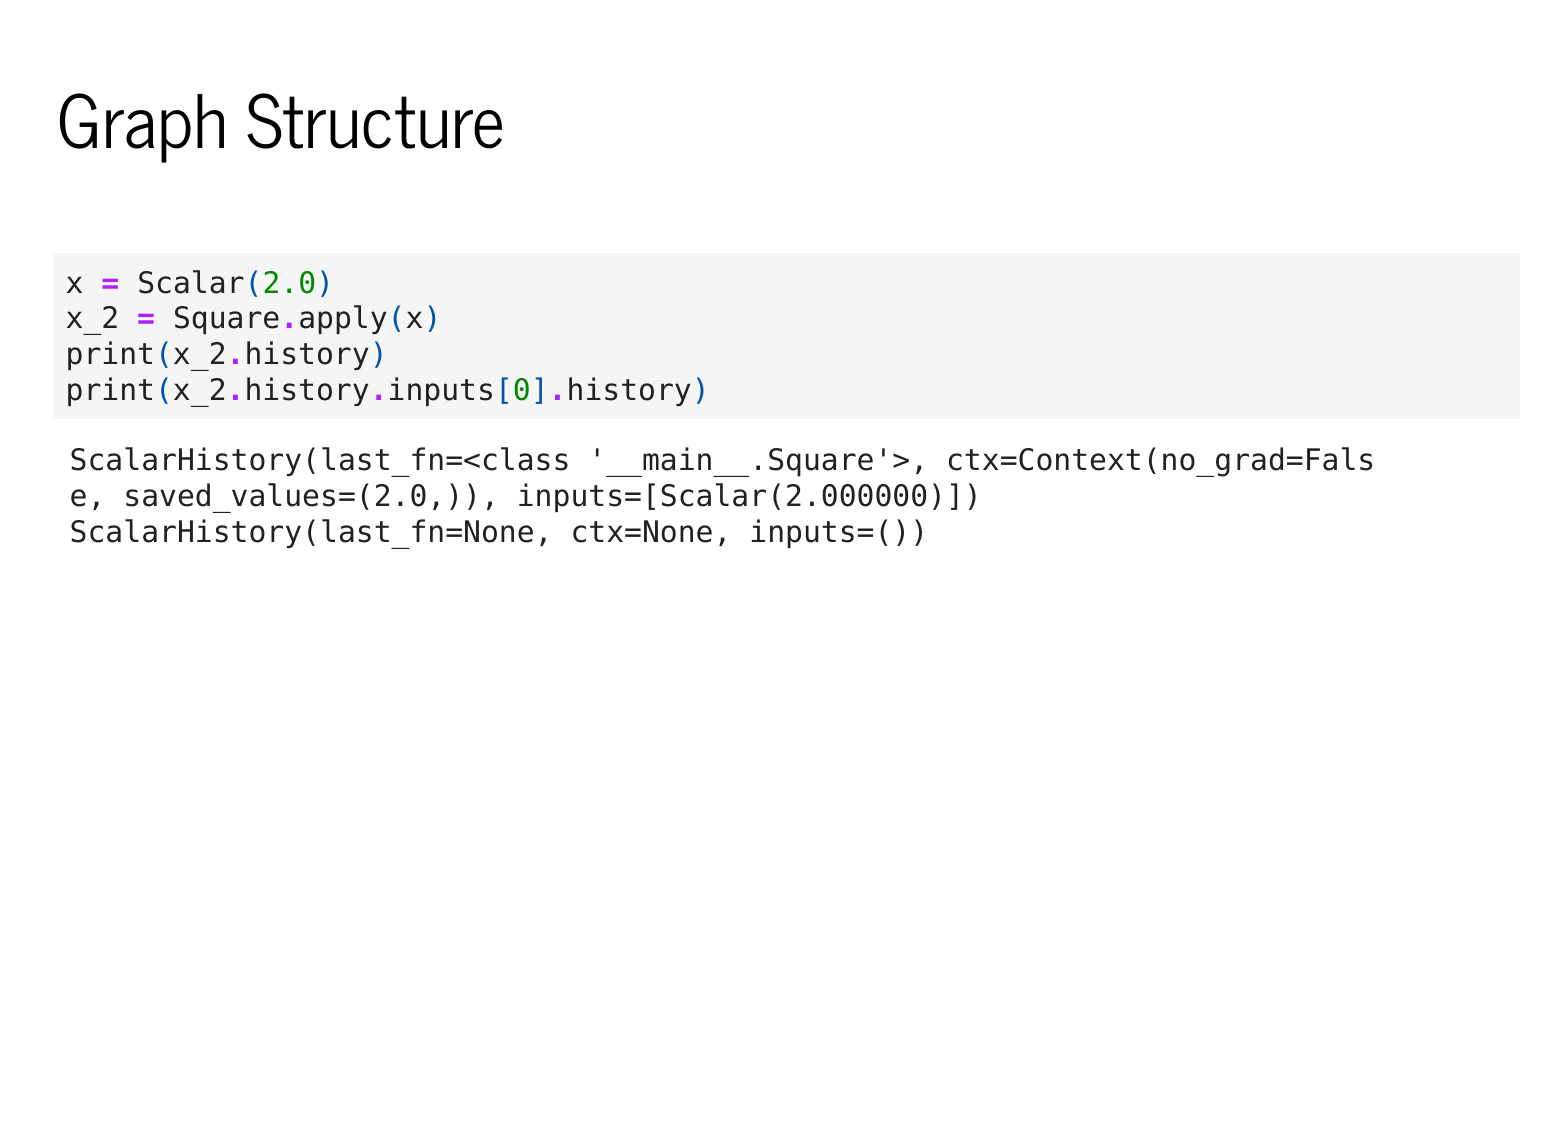 Graph Structure
x = Scalar(2.0)
x_2 = Square.apply(x)
print(x_2.history)
print(x_2.history.inputs[0].history)
ScalarHistory(last_fn=<class '__main__.Square'>, ctx=Context(no_grad=Fals
e, saved_values=(2.0,)), inputs=[Scalar(2.000000)])
ScalarHistory(last_fn=None, ctx=None, inputs=())